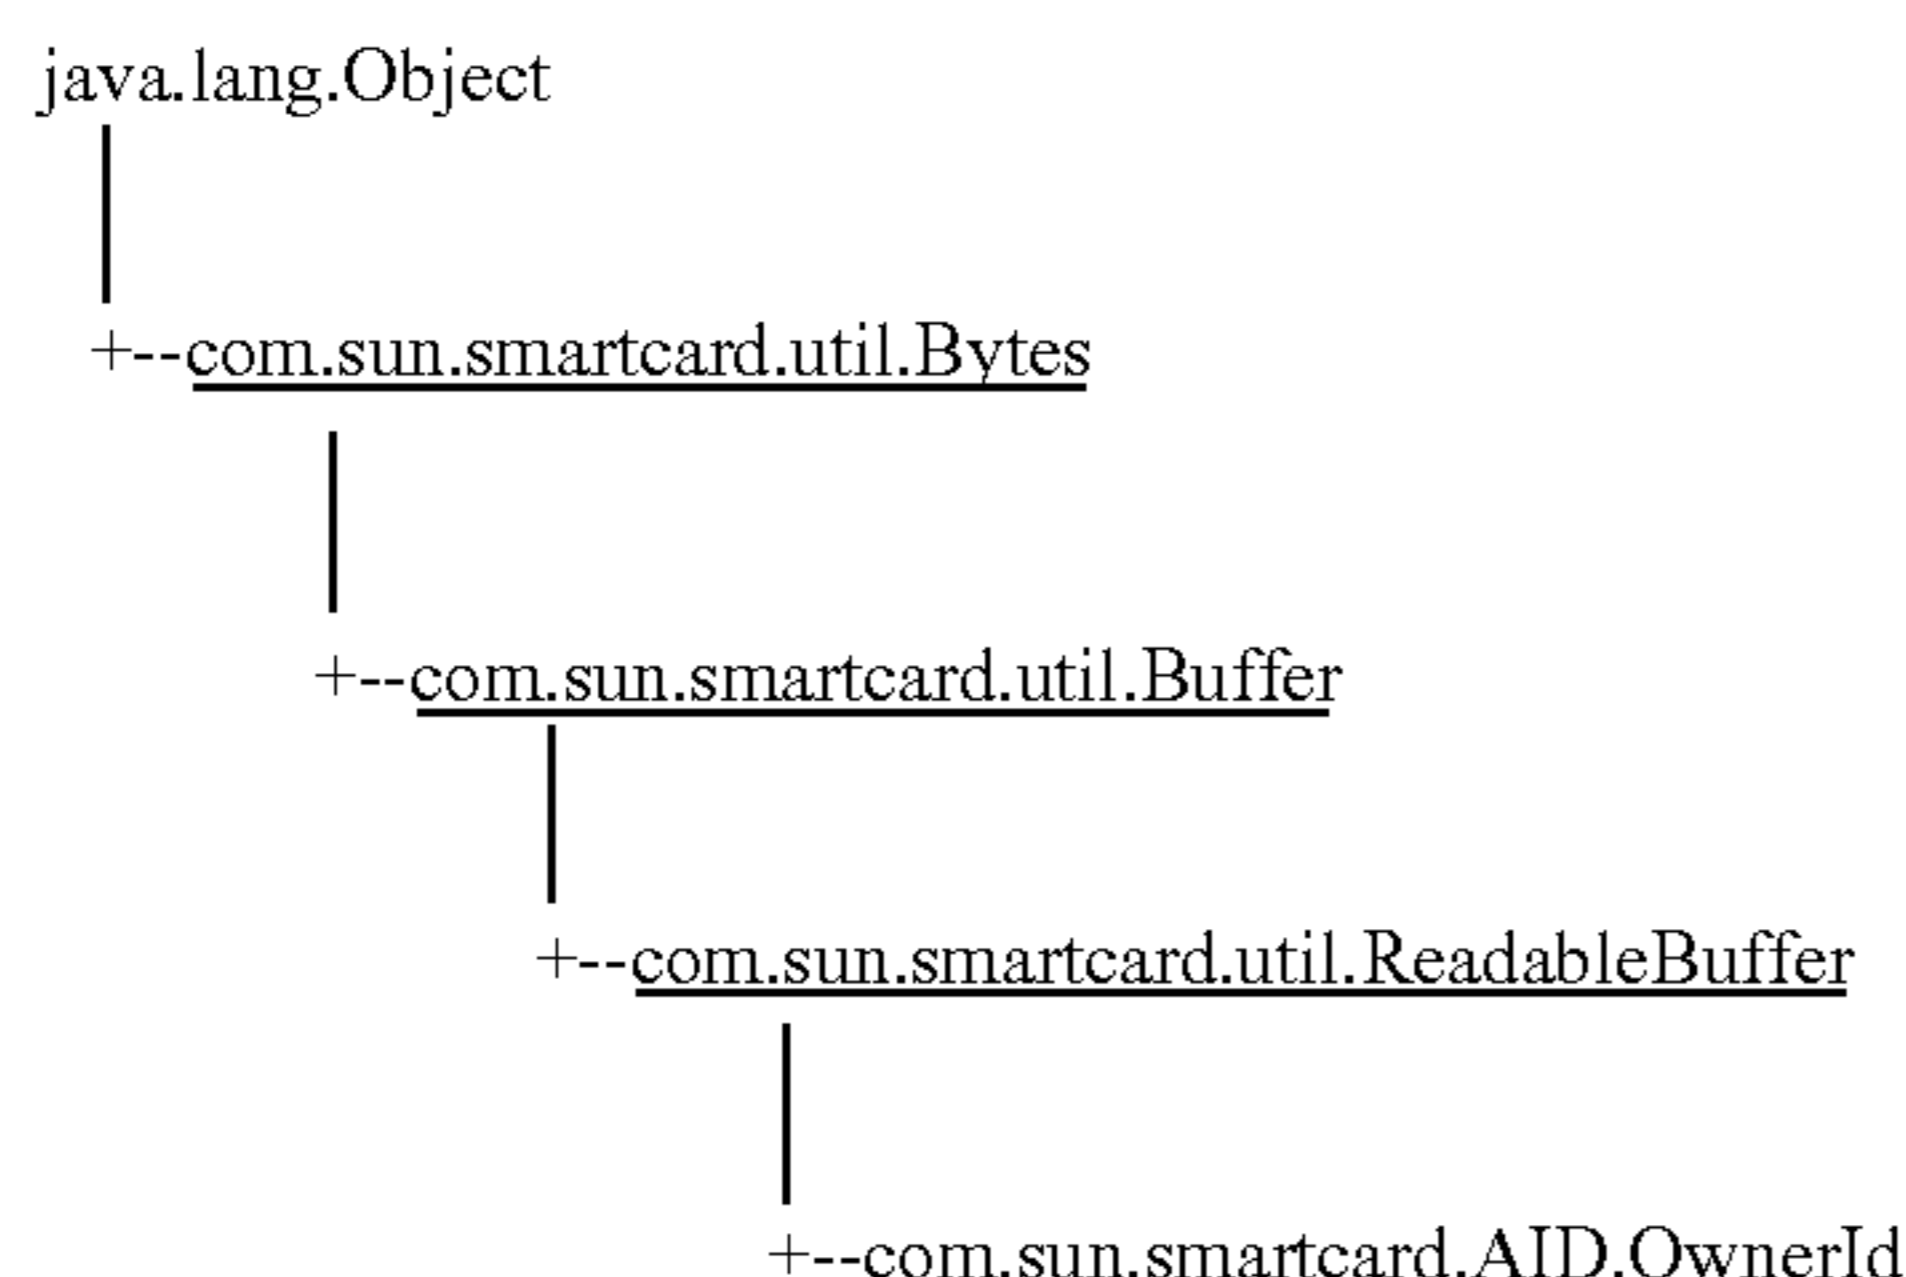 java.lang.Object
+--com.sun.smartcard.util.Bytes
+--com.sun.smartcard.util.Buffer
+--com.sun.smartcard.util.ReadableBuffer
+--com.sun.smartcard.AID.OwnerId